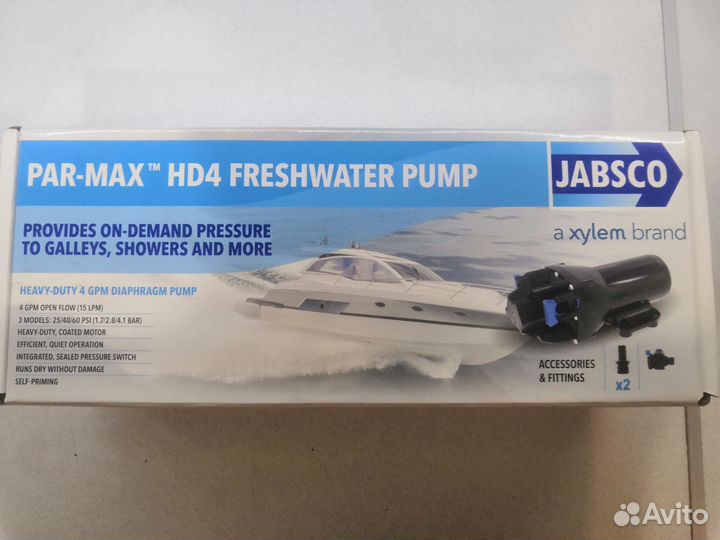 PAR-MAX™ HD4 FRESHWATER PUMP
JABSCO
a xylem brand
PROVIDES ON-DEMAND PRESSURE
TO GALLEYS, SHOWERS AND MORE
HEAVY-DUTY 4 GPM DIAPHRAGM PUMP
4 GPM OPEN FLOW (15 LPM)
3 MODELS: 25/40/60 PSI (1.7/2.8/4.1 BAR)
HEAVY-DUTY, COATED MOTOR
EFFICIENT, QUIET OPERATION
INTEGRATED, SEALED PRESSURE SWITCH
RUNS DRY WITHOUT DAMAGE
SELF-PRIMING
ACCESSORIES
& FITTINGS
x2
Avito